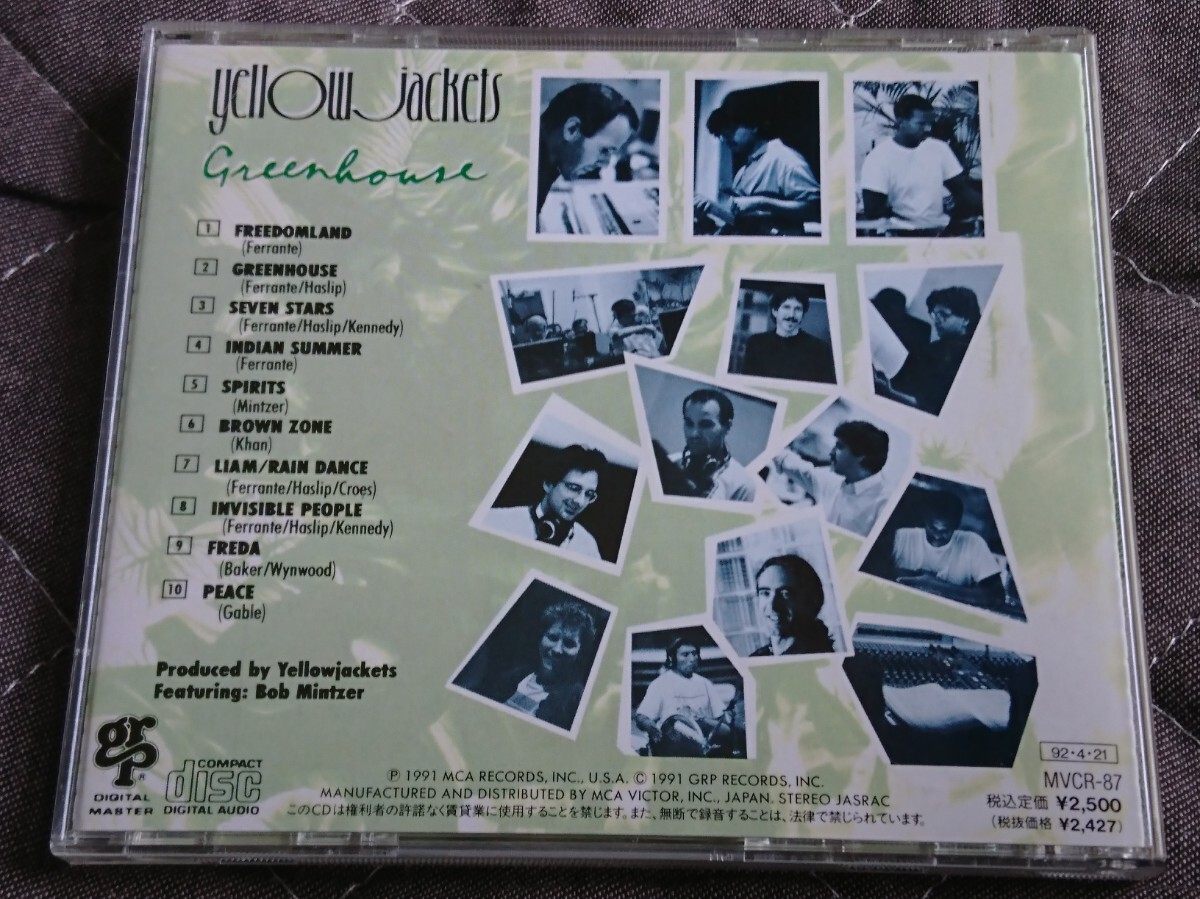 yellowjackets
Greenhouse
1 FREEDOMLAND
(Ferrante)
2 GREENHOUSE
(Ferrante/Haslip)
3 SEVEN STARS
(Ferrante/Haslip/Kennedy)
4 INDIAN SUMMER
(Ferrante)
5 SPIRITS
(Mintzer)
6 BROWN ZONE
(Khan)
7 LIAM/RAIN DANCE
(Ferrante/Haslip/Croes)
8 INVISIBLE PEOPLE
(Ferrante/Haslip/Kennedy)
9 FREDA
(Baker/Wynwood)
10 PEACE
(Gable)
Produced by Yellowjackets
Featuring: Bob Mintzer
grp®
DIGITAL
MASTER
COMPACT
disc
DIGITAL AUDIO
℗ 1991 MCA RECORDS, INC., U.S.A. © 1991 GRP RECORDS, INC.
MANUFACTURED AND DISTRIBUTED BY MCA VICTOR, INC., JAPAN. STEREO JASRAC
このCDは権利者の許諾なく賃貸業に使用することを禁じます。また、無断で録音することは、法律で禁じられています。
92・4・21
MVCR-87
税込定価 ¥2,500
(税抜価格 ¥2,427)